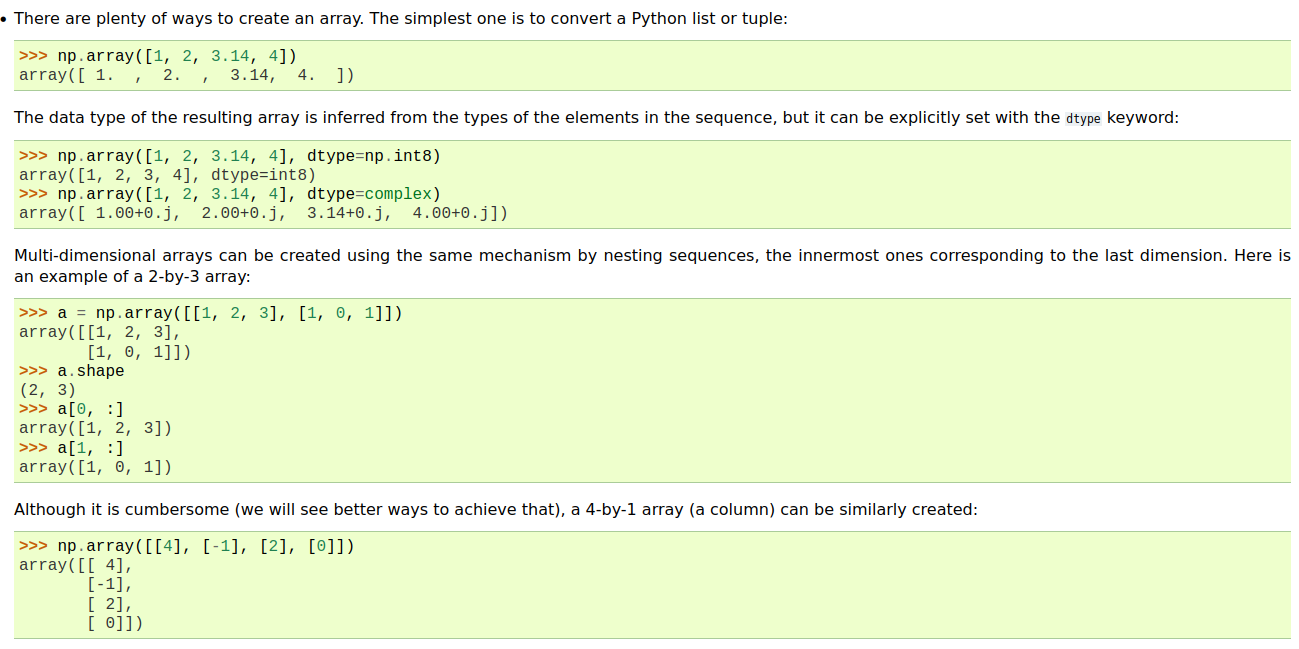 • There are plenty of ways to create an array. The simplest one is to convert a Python list or tuple:
>>> np.array([1, 2, 3.14, 4])
array([ 1.  ,  2.  ,  3.14,  4.  ])
The data type of the resulting array is inferred from the types of the elements in the sequence, but it can be explicitly set with the dtype keyword:
>>> np.array([1, 2, 3.14, 4], dtype=np.int8)
array([1, 2, 3, 4], dtype=int8)
>>> np.array([1, 2, 3.14, 4], dtype=complex)
array([ 1.00+0.j,  2.00+0.j,  3.14+0.j,  4.00+0.j])
Multi-dimensional arrays can be created using the same mechanism by nesting sequences, the innermost ones corresponding to the last dimension. Here is
an example of a 2-by-3 array:
>>> a = np.array([[1, 2, 3], [1, 0, 1]])
array([[1, 2, 3],
       [1, 0, 1]])
>>> a.shape
(2, 3)
>>> a[0, :]
array([1, 2, 3])
>>> a[1, :]
array([1, 0, 1])
Although it is cumbersome (we will see better ways to achieve that), a 4-by-1 array (a column) can be similarly created:
>>> np.array([[4], [-1], [2], [0]])
array([[ 4],
       [-1],
       [ 2],
       [ 0]])